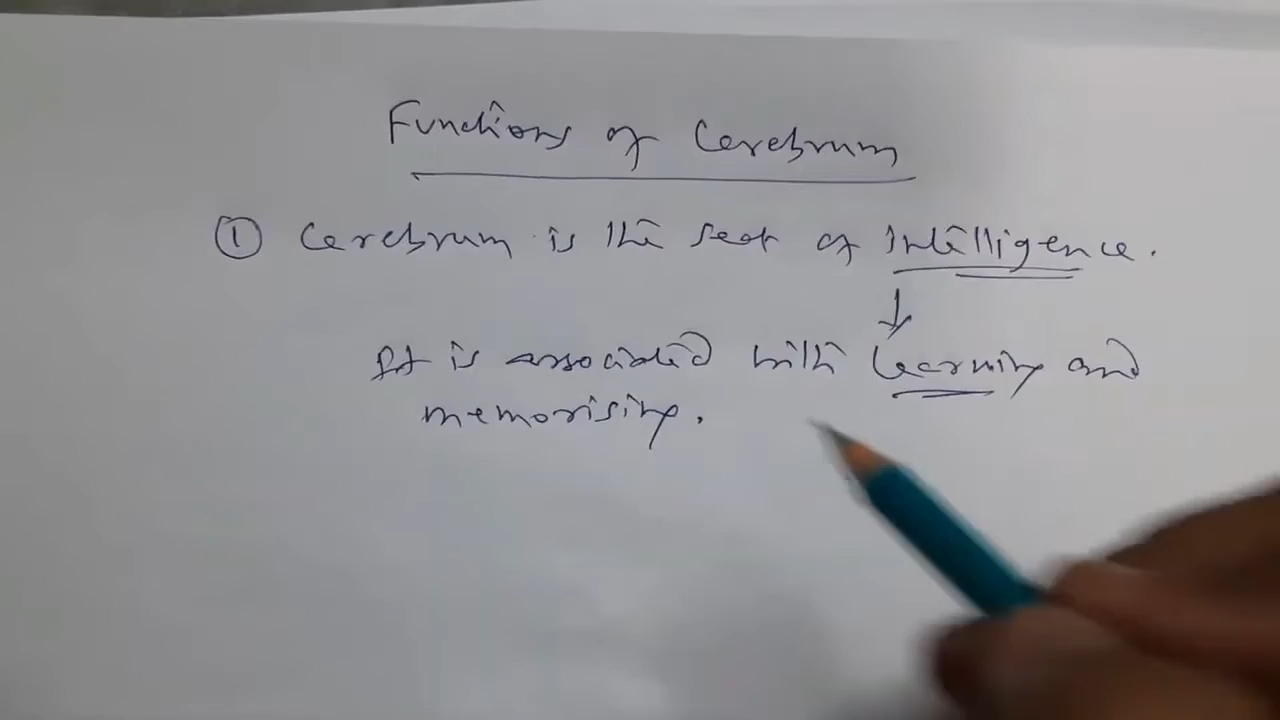 Functions of Cerebrum
① Cerebrum is the seat of Intelligence.
↓
It is associated with learning and
memorising.